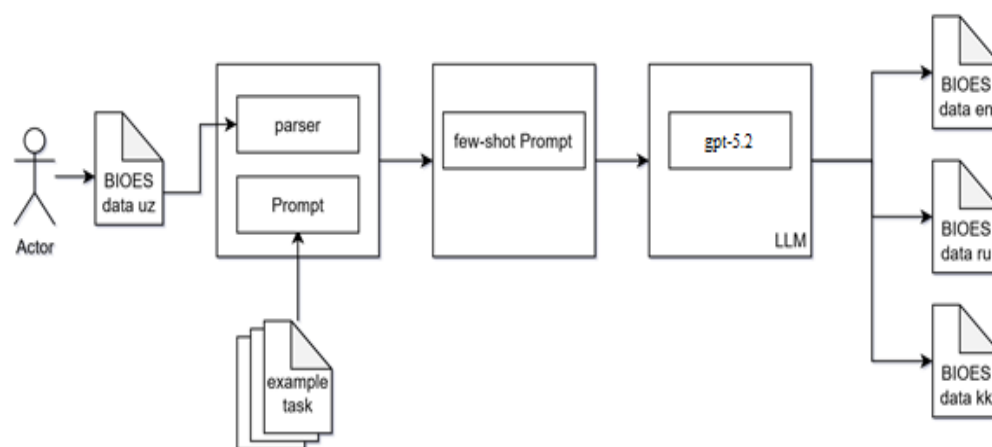 Actor
BIOES
data uz
parser
Prompt
example
task
few-shot Prompt
gpt-5.2
LLM
BIOES
data en
BIOES
data ru
BIOES
data kk